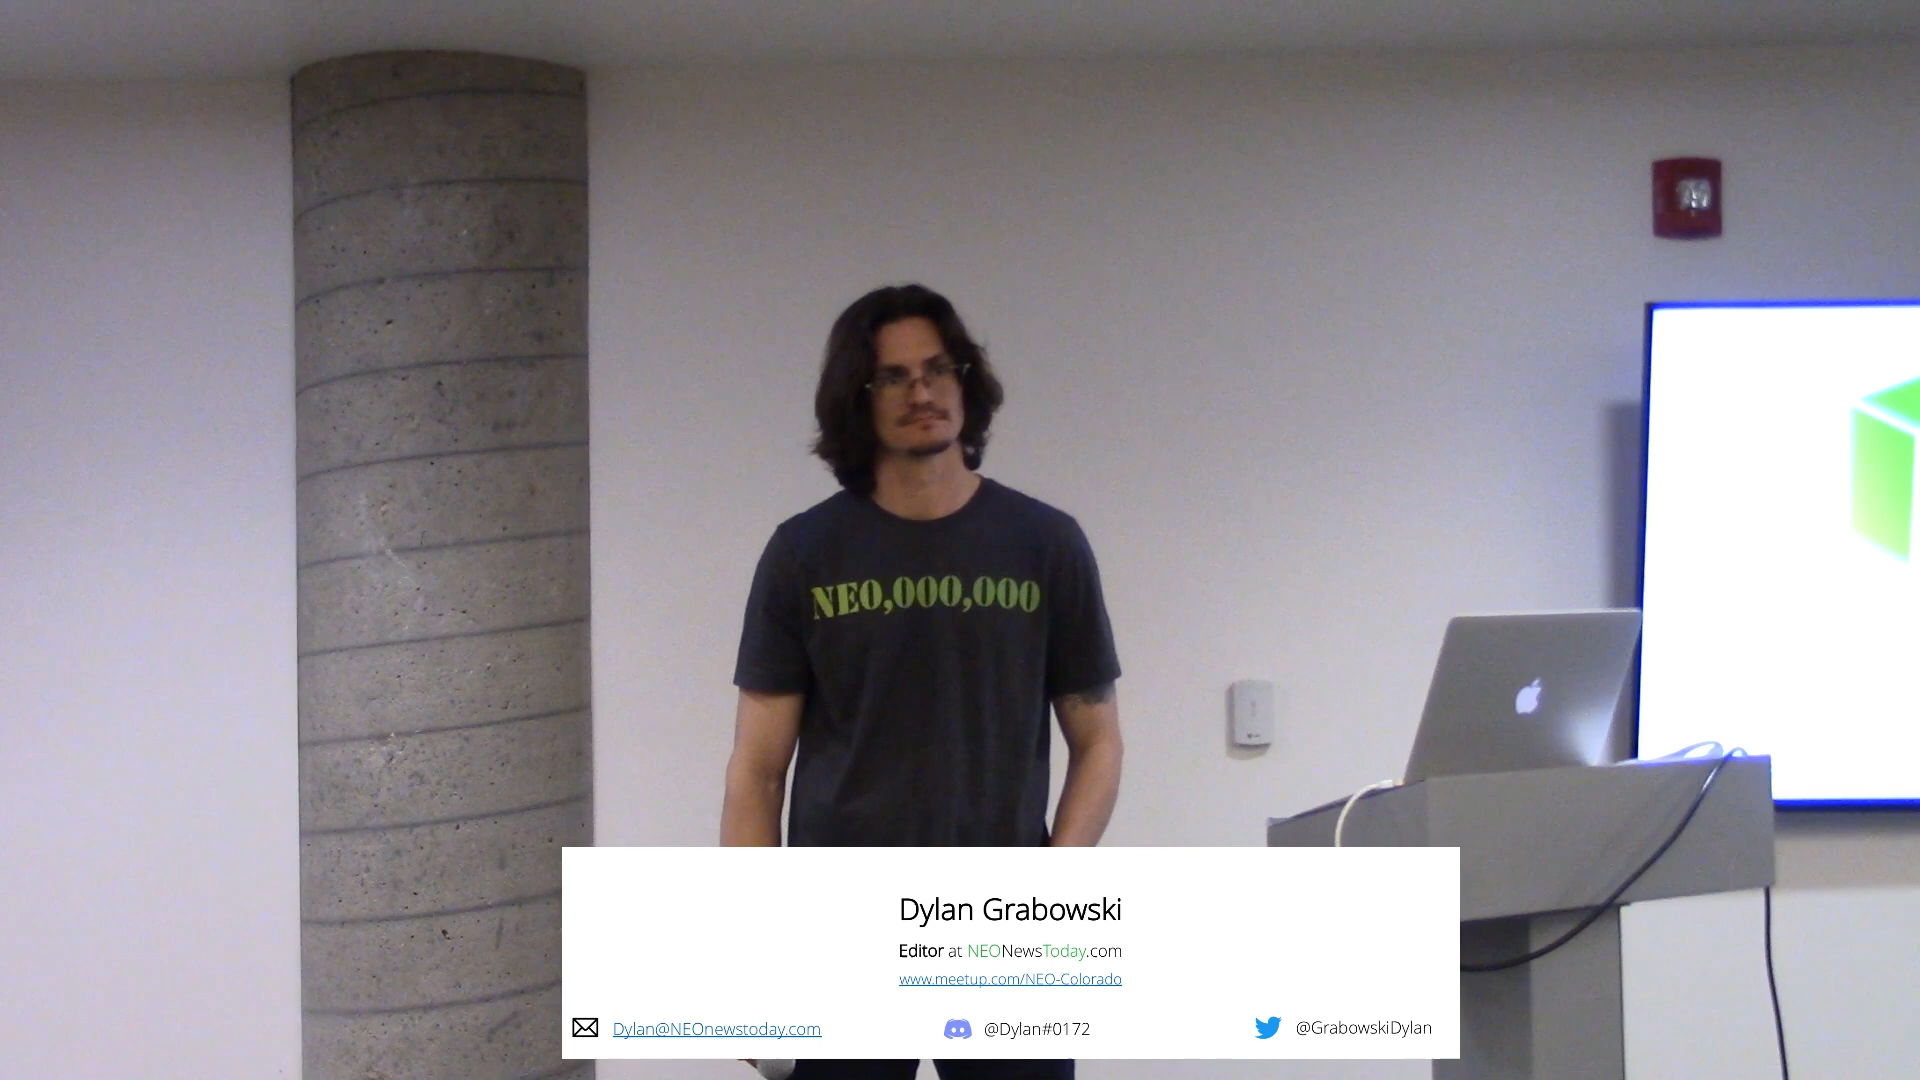 NEO,000,000
Dylan Grabowski
Editor at NEONewsToday.com
www.meetup.com/NEO-Colorado
Dylan@NEOnewstoday.com
@Dylan#0172
@GrabowskiDylan